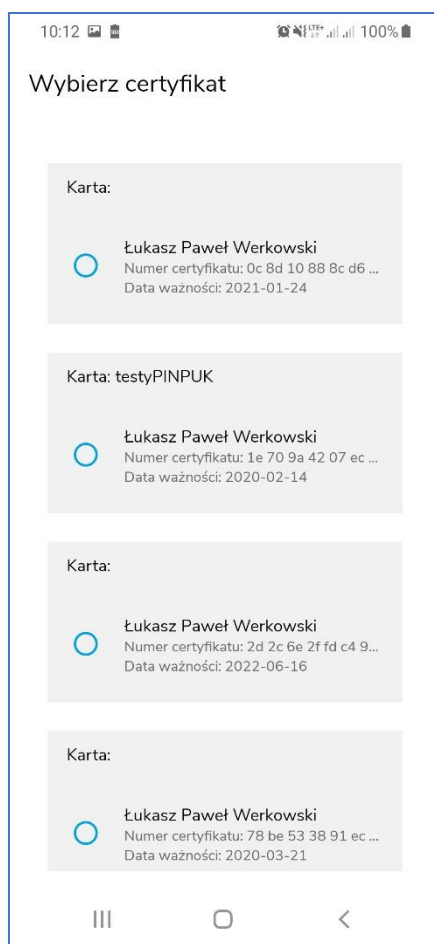 10:12 LTE+ 100%
Wybierz certyfikat
Karta:
Łukasz Paweł Werkowski
Numer certyfikatu: 0c 8d 10 88 8c d6 ...
Data ważności: 2021-01-24
Karta: testyPINPUK
Łukasz Paweł Werkowski
Numer certyfikatu: 1e 70 9a 42 07 ec ...
Data ważności: 2020-02-14
Karta:
Łukasz Paweł Werkowski
Numer certyfikatu: 2d 2c 6e 2f fd c4 9...
Data ważności: 2022-06-16
Karta:
Łukasz Paweł Werkowski
Numer certyfikatu: 78 be 53 38 91 ec ...
Data ważności: 2020-03-21